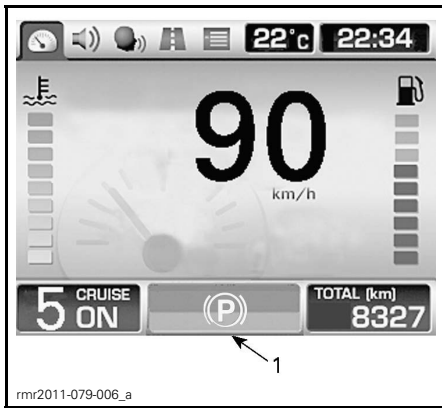 22°c 22:34
90
km/h
5 CRUISE ON
(P)
TOTAL (km)
8327
1
rmr2011-079-006_a